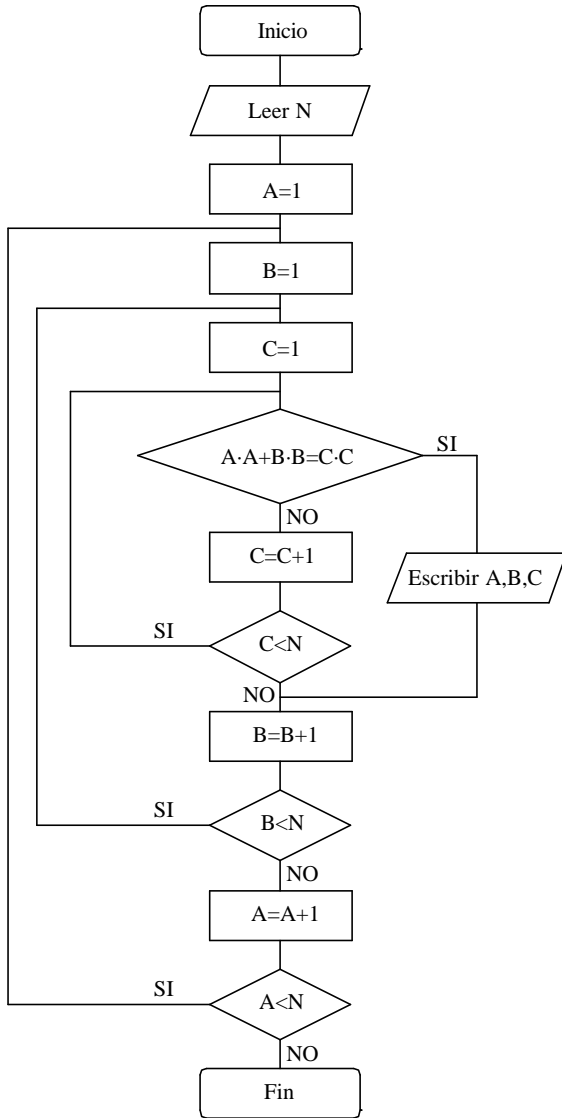 Inicio
Leer N
A=1
B=1
C=1
A·A+B·B=C·C
SI
NO
C=C+1
Escribir A,B,C
SI
C<N
NO
B=B+1
SI
B<N
NO
A=A+1
SI
A<N
NO
Fin